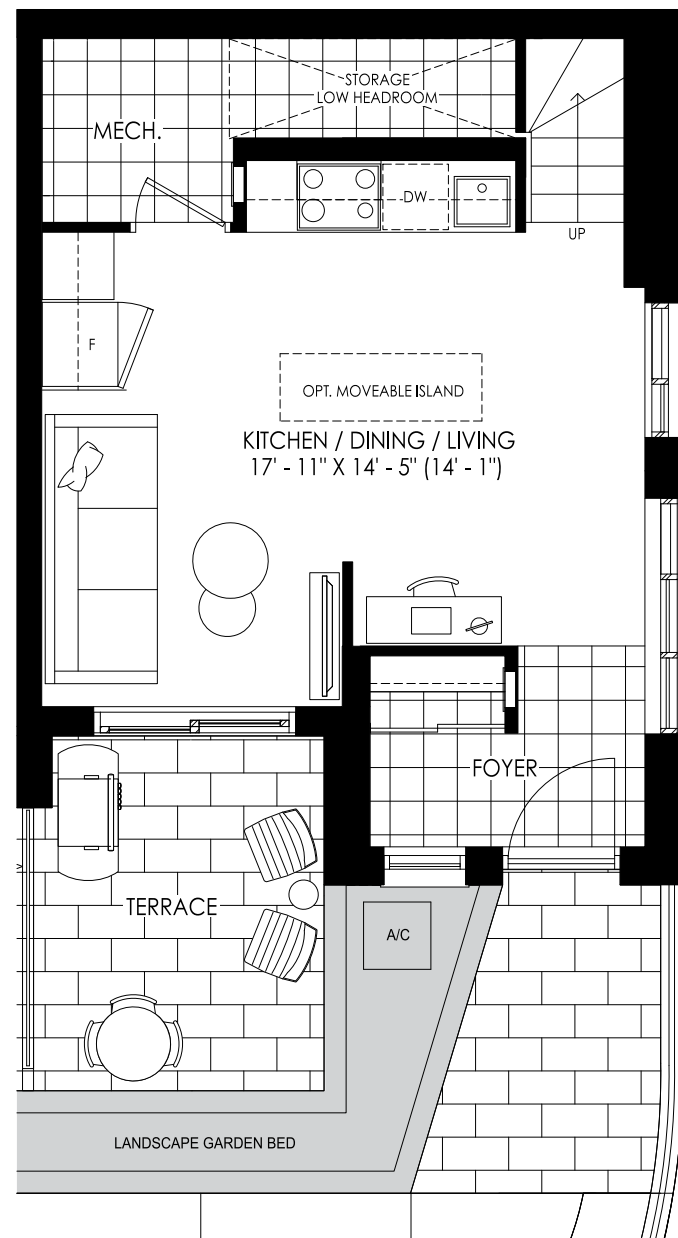 STORAGE
LOW HEADROOM
MECH.
DW
UP
F
OPT. MOVEABLE ISLAND
KITCHEN / DINING / LIVING
17' - 11" X 14' - 5" (14' - 1")
FOYER
TERRACE
A/C
LANDSCAPE GARDEN BED